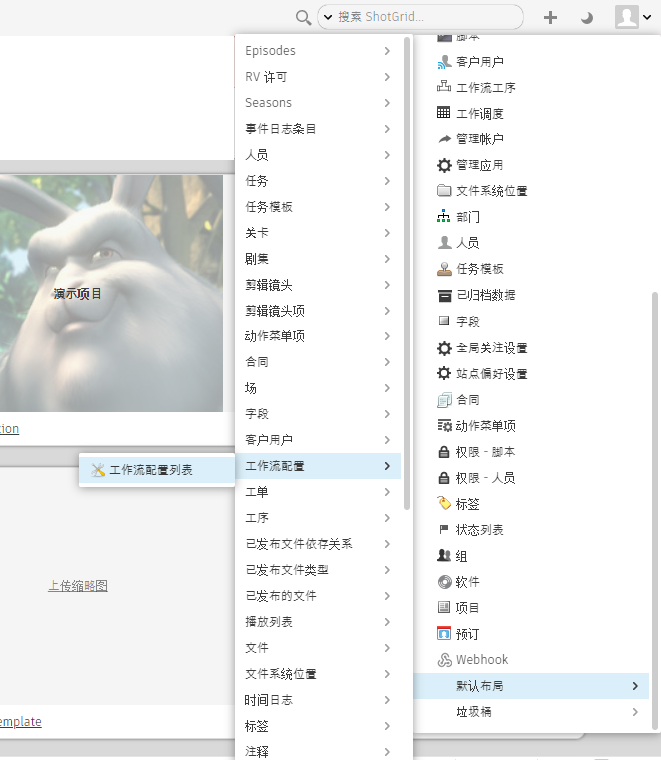 搜索 ShotGrid...
演示项目
tion
上传缩略图
emplate
工作流配置列表
Episodes
RV 许可
Seasons
事件日志条目
人员
任务
任务模板
关卡
剧集
剪辑镜头
剪辑镜头项
动作菜单项
合同
场
字段
客户用户
工作流配置
工单
工序
已发布文件依存关系
已发布文件类型
已发布的文件
播放列表
文件
文件系统位置
时间日志
标签
注释
脚本
客户用户
工作流工序
工作调度
管理帐户
管理应用
文件系统位置
部门
人员
任务模板
已归档数据
字段
全局关注设置
站点偏好设置
合同
动作菜单项
权限 - 脚本
权限 - 人员
标签
状态列表
组
软件
项目
预订
Webhook
默认布局
垃圾桶